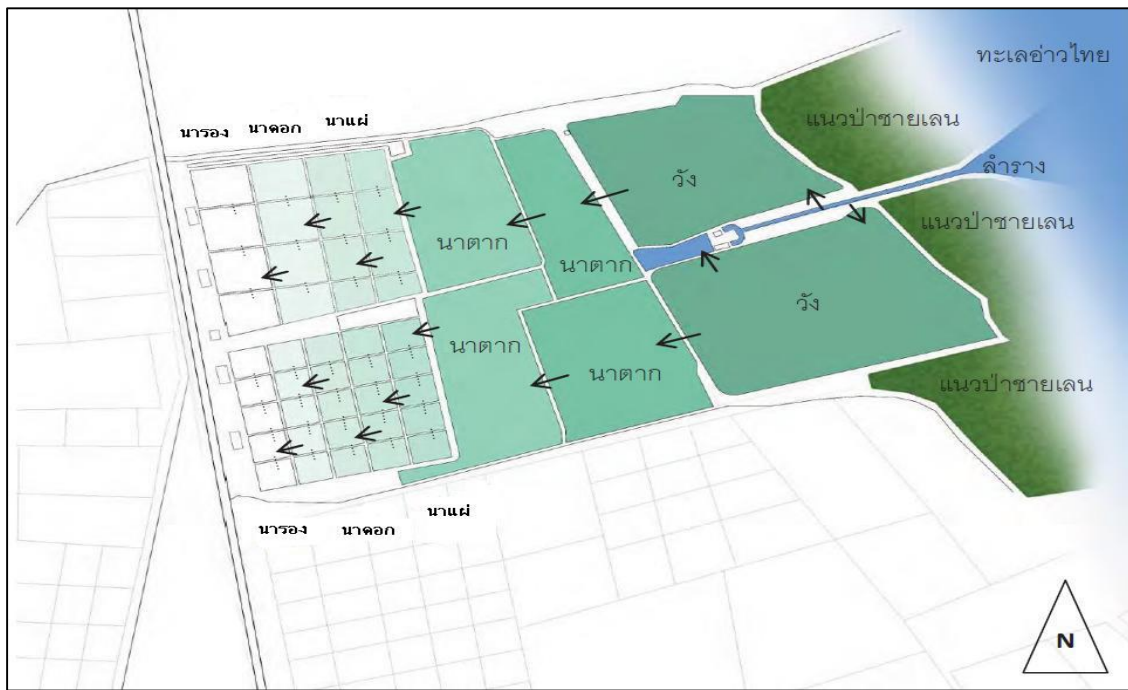 ทะเลอ่าวไทย
แนวป่าชายเลน
นารอง นาดอก นาแผ่
ลำราง
วัง
แนวป่าชายเลน
นาตาก
นาตาก
วัง
นาตาก
นาตาก
แนวป่าชายเลน
นารอง นาดอก นาแผ่
N